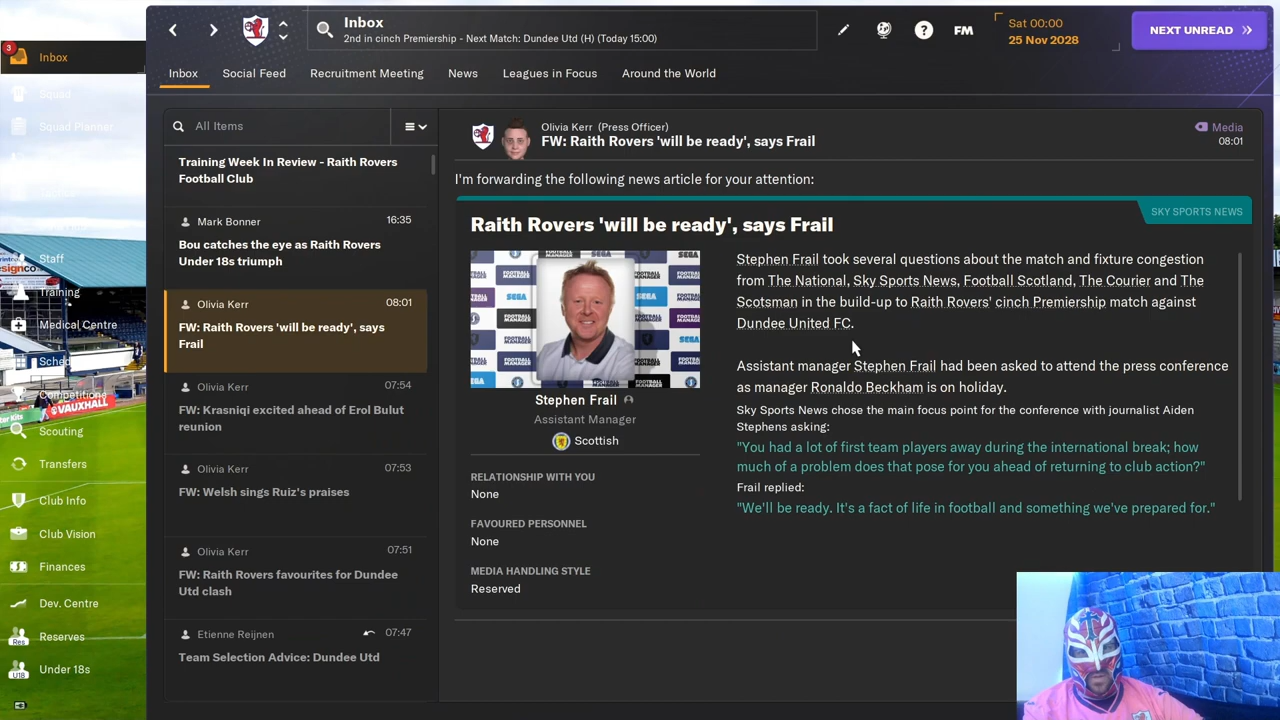 Inbox
2nd in cinch Premiership - Next Match: Dundee Utd (H) (Today 15:00)
FM
Sat 00:00
25 Nov 2028
NEXT UNREAD
3
Inbox
Squad
Squad Planner
Staff
Training
Medical Centre
Sched
Competitions
Scouting
Transfers
Club Info
Club Vision
Finances
Dev. Centre
Reserves
Under 18s
Res
U18
VAUXHALL
Inbox
Social Feed
Recruitment Meeting
News
Leagues in Focus
Around the World
All Items
Training Week In Review - Raith Rovers
Football Club
Mark Bonner
16:35
Bou catches the eye as Raith Rovers
Under 18s triumph
Olivia Kerr
08:01
FW: Raith Rovers 'will be ready', says
Frail
Olivia Kerr
07:54
FW: Krasniqi excited ahead of Erol Bulut
reunion
Olivia Kerr
07:53
FW: Welsh sings Ruiz's praises
Olivia Kerr
07:51
FW: Raith Rovers favourites for Dundee
Utd clash
Etienne Reijnen
07:47
Team Selection Advice: Dundee Utd
Olivia Kerr (Press Officer)
FW: Raith Rovers 'will be ready', says Frail
Media
08:01
I'm forwarding the following news article for your attention:
SKY SPORTS NEWS
Raith Rovers 'will be ready', says Frail
Stephen Frail
Assistant Manager
Scottish
RELATIONSHIP WITH YOU
None
FAVOURED PERSONNEL
None
MEDIA HANDLING STYLE
Reserved
Stephen Frail took several questions about the match and fixture congestion
from The National, Sky Sports News, Football Scotland, The Courier and The
Scotsman in the build-up to Raith Rovers' cinch Premiership match against
Dundee United FC.
Assistant manager Stephen Frail had been asked to attend the press conference
as manager Ronaldo Beckham is on holiday.
Sky Sports News chose the main focus point for the conference with journalist Aiden
Stephens asking:
"You had a lot of first team players away during the international break; how
much of a problem does that pose for you ahead of returning to club action?"
Frail replied:
"We'll be ready. It's a fact of life in football and something we've prepared for."